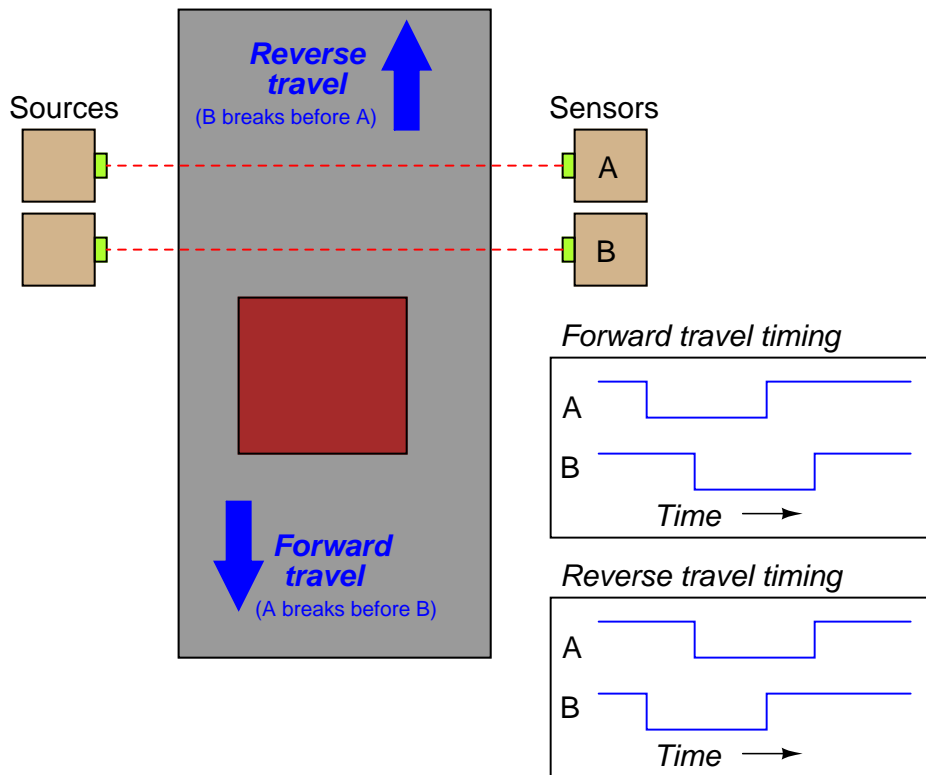 Reverse
travel
(B breaks before A)
Sources
Sensors
A
B
Forward travel timing
A
B
Time
Forward
travel
(A breaks before B)
Reverse travel timing
A
B
Time